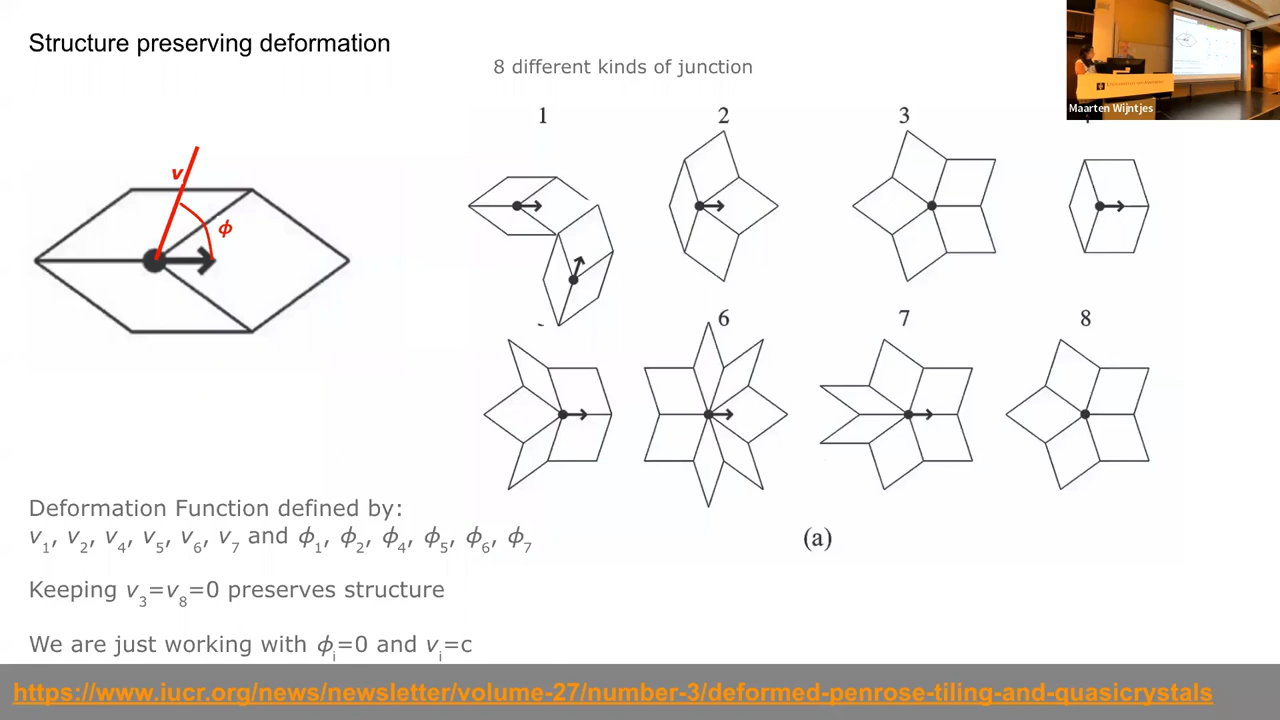 Structure preserving deformation
8 different kinds of junction
Maarten Wijntjes
1 2 3
v
ϕ
6 7 8
(a)
Deformation Function defined by:
v₁, v₂, v₄, v₅, v₆, v₇ and ϕ₁, ϕ₂, ϕ₄, ϕ₅, ϕ₆, ϕ₇
Keeping v₃=v₈=0 preserves structure
We are just working with ϕᵢ=0 and vᵢ=c
https://www.iucr.org/news/newsletter/volume-27/number-3/deformed-penrose-tiling-and-quasicrystals